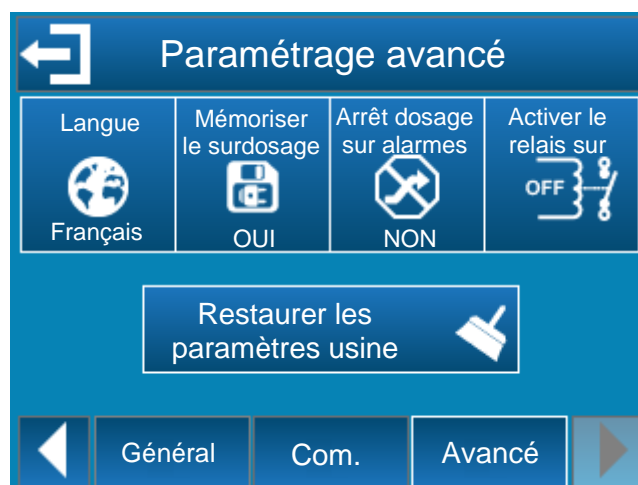 Paramétrage avancé
Langue
Français
Mémoriser
le surdosage
OUI
Arrêt dosage
sur alarmes
NON
Activer le
relais sur
OFF
Restaurer les
paramètres usine
Général
Com.
Avancé